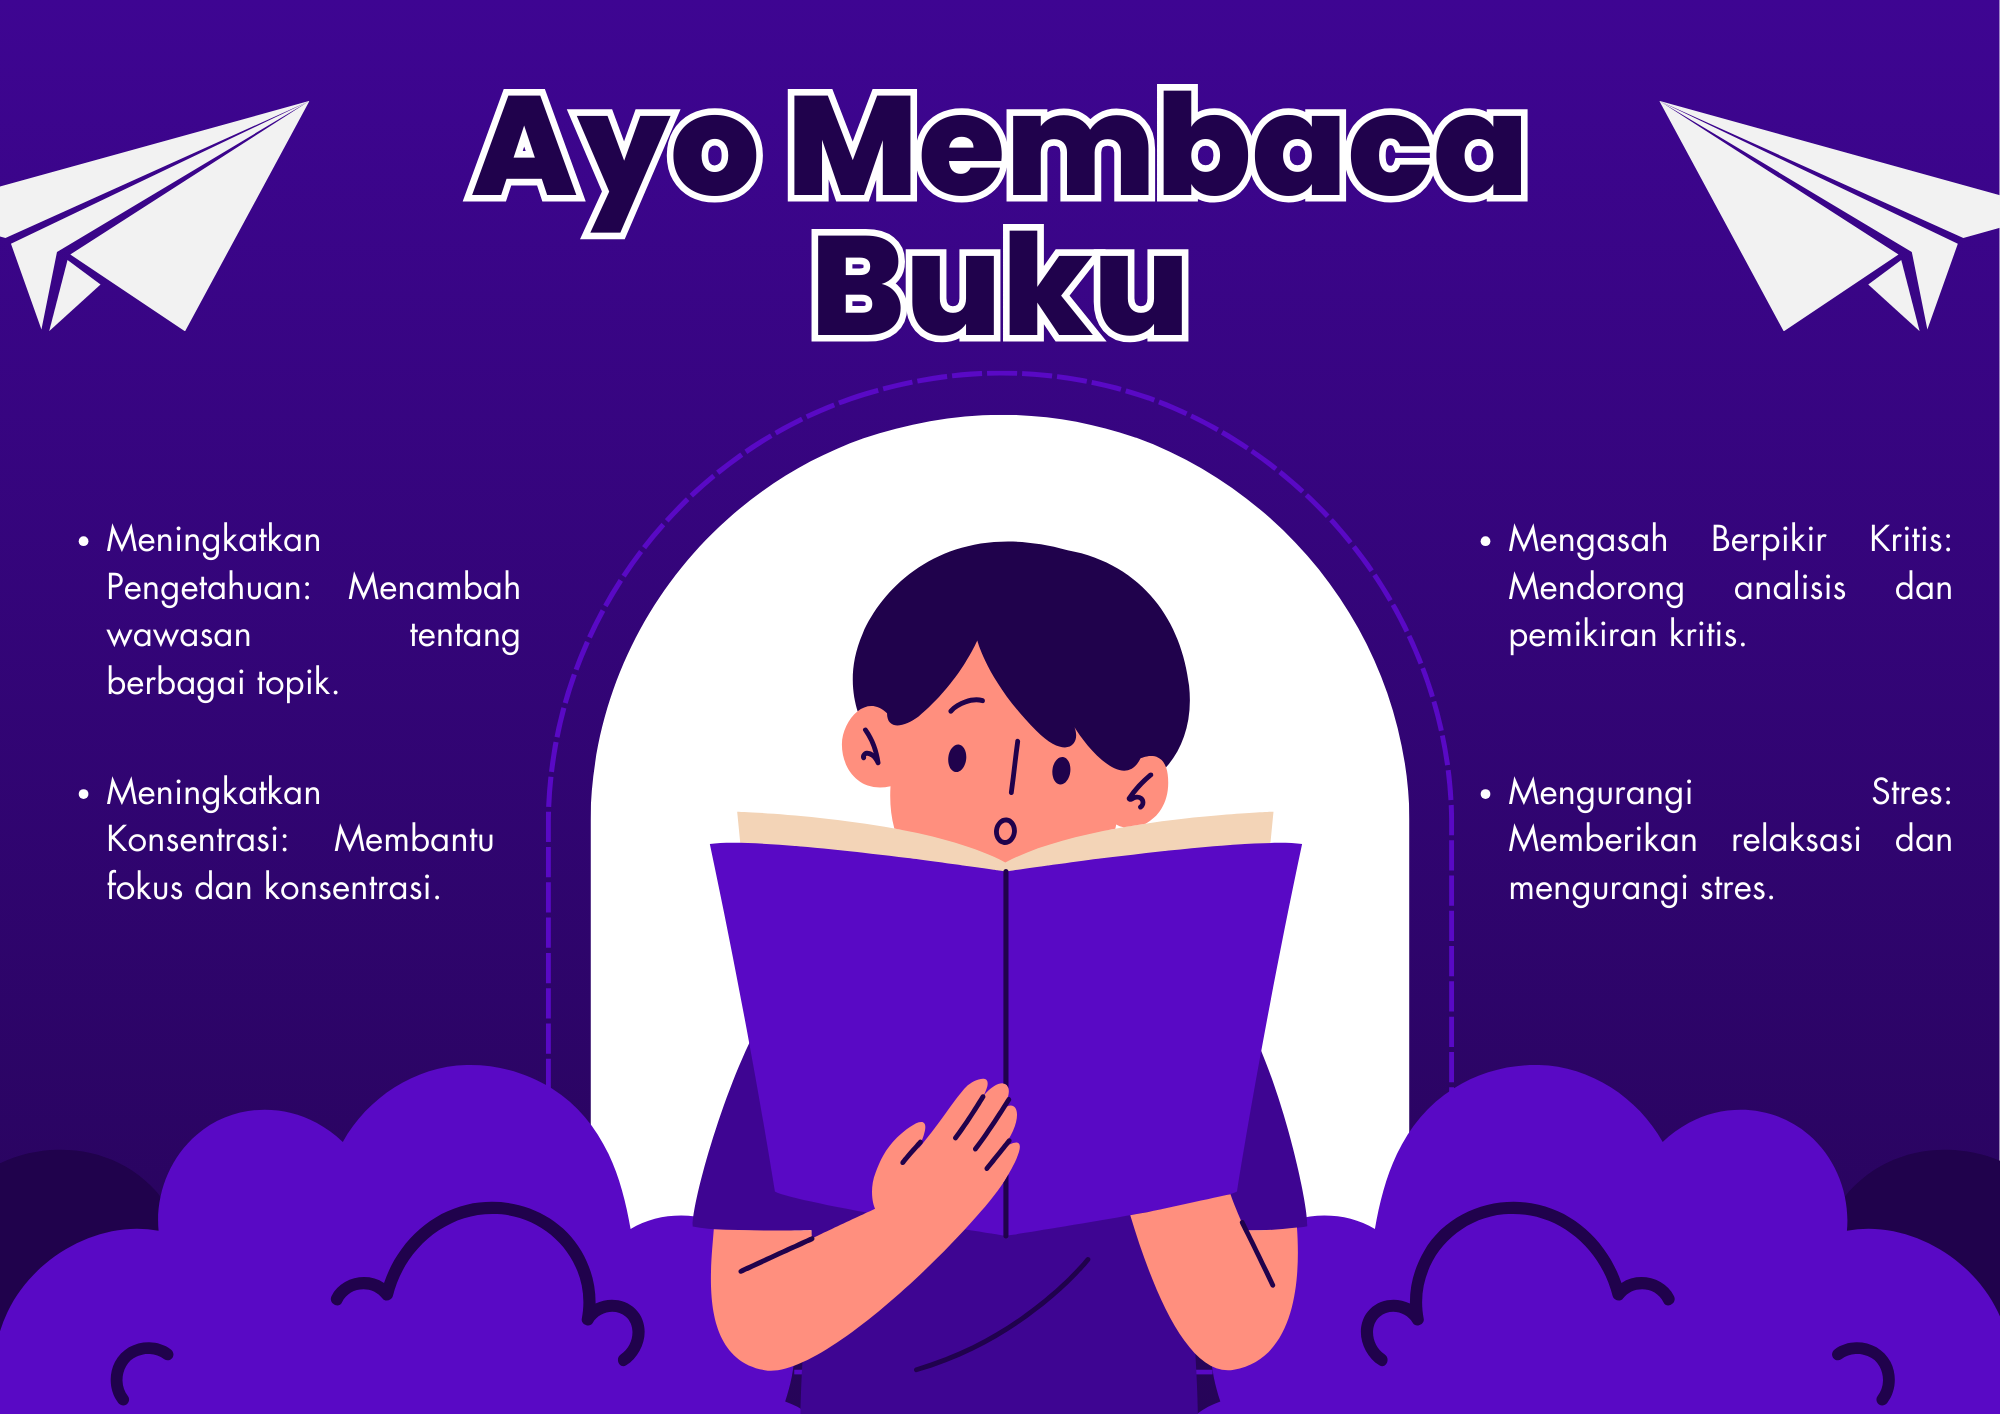 Ayo Membaca
Buku
• Meningkatkan
Pengetahuan: Menambah
wawasan tentang
berbagai topik.
• Meningkatkan
Konsentrasi: Membantu
fokus dan konsentrasi.
• Mengasah Berpikir Kritis:
Mendorong analisis dan
pemikiran kritis.
• Mengurangi Stres:
Memberikan relaksasi dan
mengurangi stres.